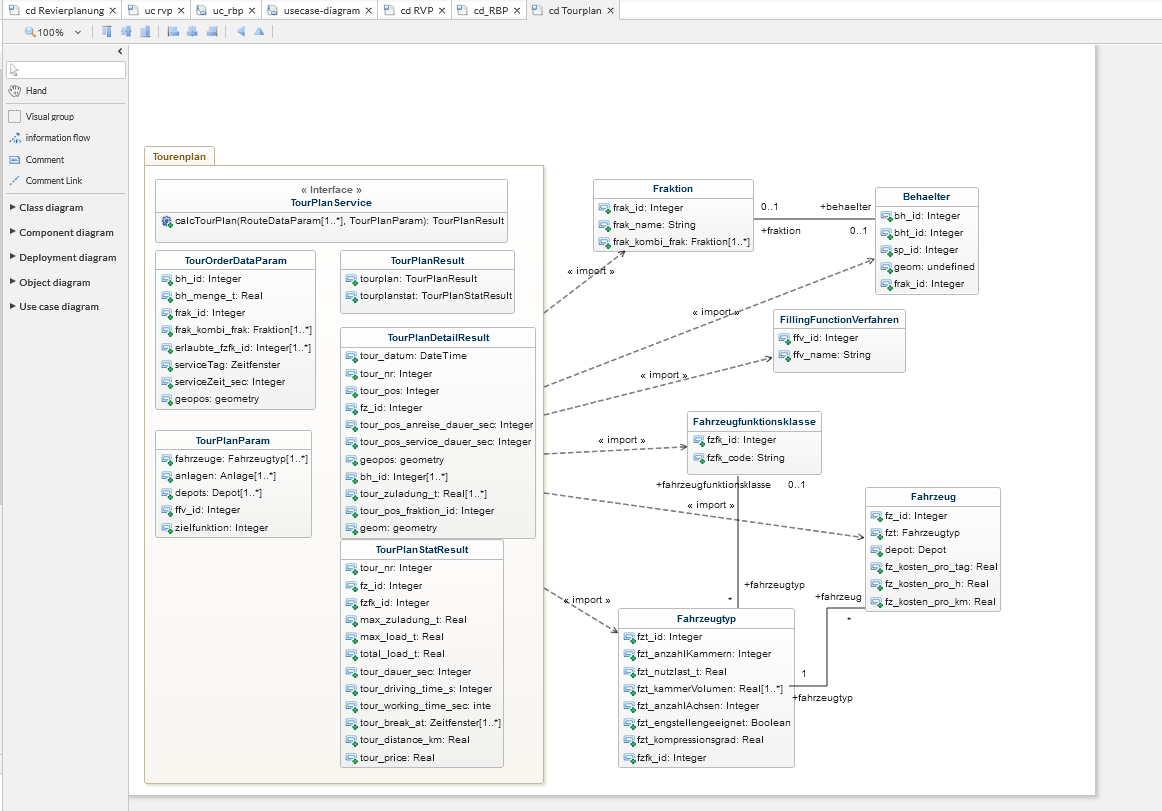 cd Revierplanung
uc rvp
uc_rbp
usecase-diagram
cd RVP
cd_RBP
cd Tourplan
100%
Hand
Visual group
information flow
Comment
Comment Link
Class diagram
Component diagram
Deployment diagram
Object diagram
Use case diagram
Tourenplan
« Interface »
TourPlanService
calcTourPlan(RouteDataParam[1..*], TourPlanParam): TourPlanResult
TourOrderDataParam
bh_id: Integer
bh_menge_t: Real
frak_id: Integer
frak_kombi_frak: Fraktion[1..*]
erlaubte_fzfk_id: Integer[1..*]
serviceTag: Zeitfenster
serviceZeit_sec: Integer
geopos: geometry
TourPlanParam
fahrzeuge: Fahrzeugtyp[1..*]
anlagen: Anlage[1..*]
depots: Depot[1..*]
ffv_id: Integer
zielfunktion: Integer
TourPlanResult
tourplan: TourPlanResult
tourplanstat: TourPlanStatResult
TourPlanDetailResult
tour_datum: DateTime
tour_nr: Integer
tour_pos: Integer
fz_id: Integer
tour_pos_anreise_dauer_sec: Integer
tour_pos_service_dauer_sec: Integer
geopos: geometry
bh_id: Integer[1..*]
tour_zuladung_t: Real[1..*]
tour_pos_fraktion_id: Integer
geom: geometry
TourPlanStatResult
tour_nr: Integer
fz_id: Integer
fzfk_id: Integer
max_zuladung_t: Real
max_load_t: Real
total_load_t: Real
tour_dauer_sec: Integer
tour_driving_time_s: Integer
tour_working_time_sec: inte
tour_break_at: Zeitfenster[1..*]
tour_distance_km: Real
tour_price: Real
Fraktion
frak_id: Integer
frak_name: String
frak_kombi_frak: Fraktion[1..*]
0..1
+behaelter
+fraktion
0..1
Behaelter
bh_id: Integer
bht_id: Integer
sp_id: Integer
geom: undefined
frak_id: Integer
« import »
« import »
FillingFunctionVerfahren
ffv_id: Integer
ffv_name: String
« import »
Fahrzeugfunktionsklasse
fzfk_id: Integer
fzfk_code: String
« import »
+fahrzeugfunktionsklasse
0..1
« import »
Fahrzeug
fz_id: Integer
fzt: Fahrzeugtyp
depot: Depot
fz_kosten_pro_tag: Real
fz_kosten_pro_h: Real
fz_kosten_pro_km: Real
+fahrzeugtyp
*
+fahrzeug
*
« import »
Fahrzeugtyp
fzt_id: Integer
fzt_anzahlKammern: Integer
fzt_nutzlast_t: Real
fzt_kammerVolumen: Real[1..*]
fzt_anzahlAchsen: Integer
fzt_engstellengeeignet: Boolean
fzt_kompressionsgrad: Real
fzfk_id: Integer
1
+fahrzeugtyp